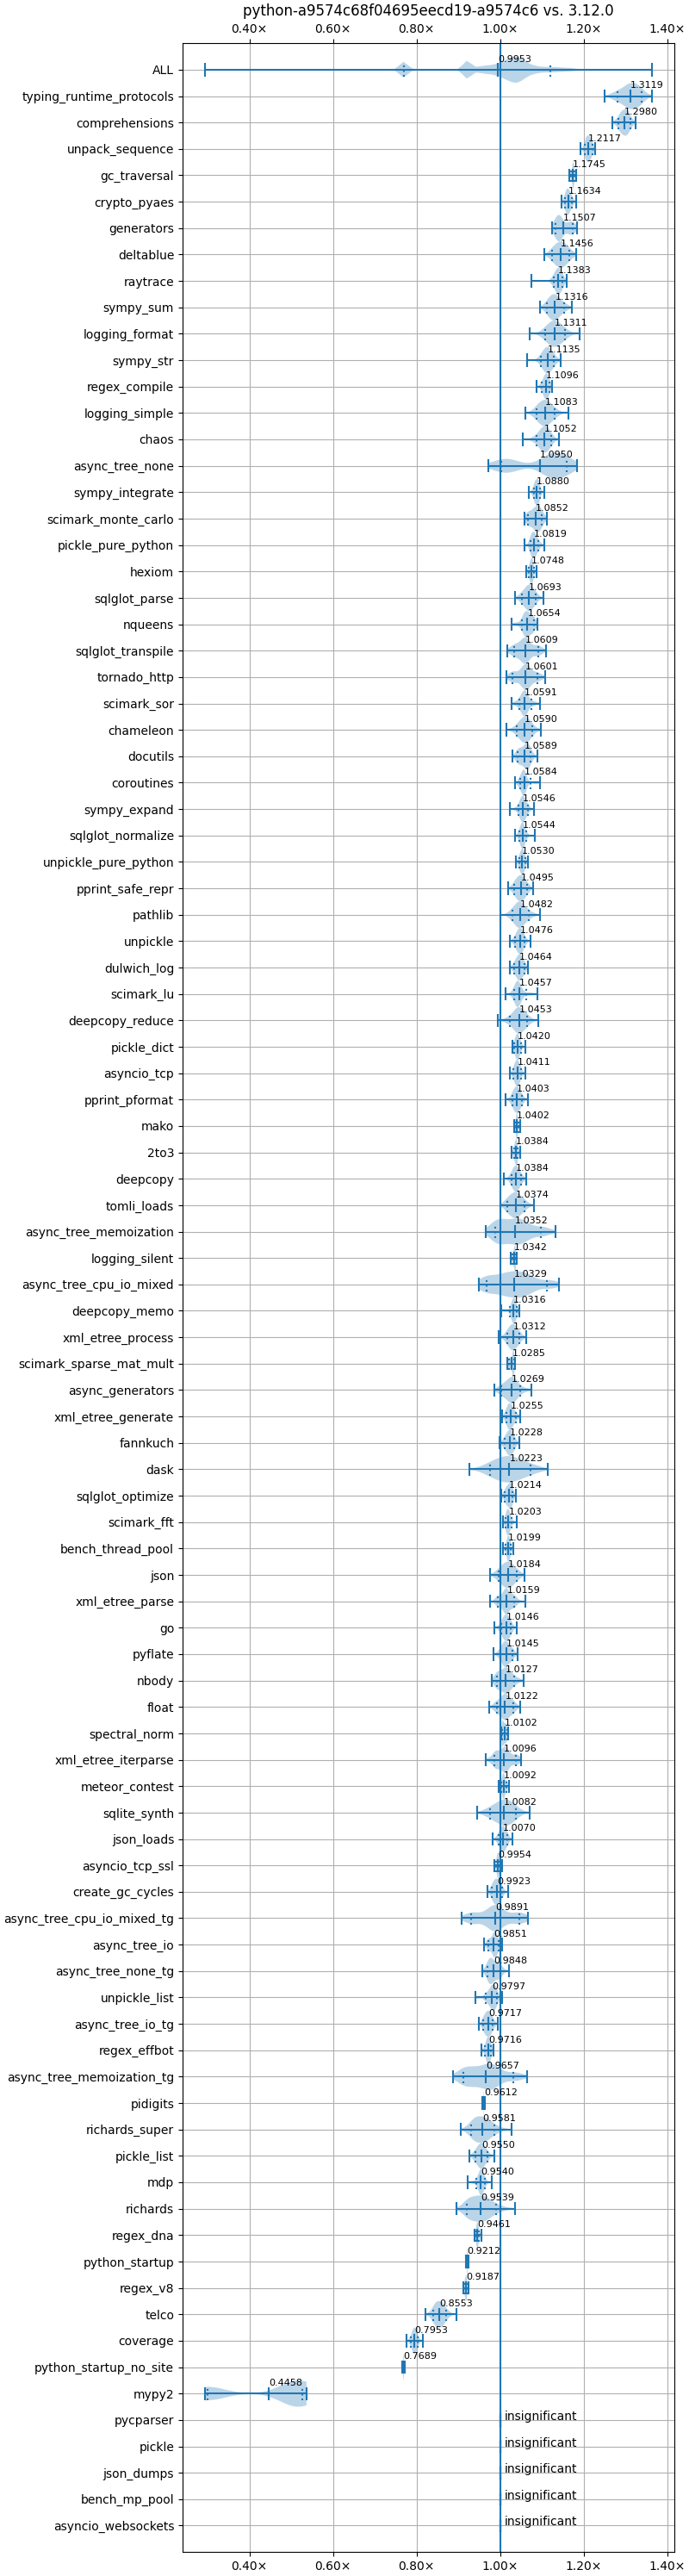 python-a9574c68f04695eecd19-a9574c6 vs. 3.12.0
0.40× 0.60× 0.80× 1.00× 1.20× 1.40×
ALL 0.9953
typing_runtime_protocols 1.3119
comprehensions 1.2980
unpack_sequence 1.2117
gc_traversal 1.1745
crypto_pyaes 1.1634
generators 1.1507
deltablue 1.1456
raytrace 1.1383
sympy_sum 1.1316
logging_format 1.1311
sympy_str 1.1135
regex_compile 1.1096
logging_simple 1.1083
chaos 1.1052
async_tree_none 1.0950
sympy_integrate 1.0880
scimark_monte_carlo 1.0852
pickle_pure_python 1.0819
hexiom 1.0748
sqlglot_parse 1.0693
nqueens 1.0654
sqlglot_transpile 1.0609
tornado_http 1.0601
scimark_sor 1.0591
chameleon 1.0590
docutils 1.0589
coroutines 1.0584
sympy_expand 1.0546
sqlglot_normalize 1.0544
unpickle_pure_python 1.0530
pprint_safe_repr 1.0495
pathlib 1.0482
unpickle 1.0476
dulwich_log 1.0464
scimark_lu 1.0457
deepcopy_reduce 1.0453
pickle_dict 1.0420
asyncio_tcp 1.0411
pprint_pformat 1.0403
mako 1.0402
2to3 1.0384
deepcopy 1.0384
tomli_loads 1.0374
async_tree_memoization 1.0352
logging_silent 1.0342
async_tree_cpu_io_mixed 1.0329
deepcopy_memo 1.0316
xml_etree_process 1.0312
scimark_sparse_mat_mult 1.0285
async_generators 1.0269
xml_etree_generate 1.0255
fannkuch 1.0228
dask 1.0223
sqlglot_optimize 1.0214
scimark_fft 1.0203
bench_thread_pool 1.0199
json 1.0184
xml_etree_parse 1.0159
go 1.0146
pyflate 1.0145
nbody 1.0127
float 1.0122
spectral_norm 1.0102
xml_etree_iterparse 1.0096
meteor_contest 1.0092
sqlite_synth 1.0082
json_loads 1.0070
asyncio_tcp_ssl 0.9954
create_gc_cycles 0.9923
async_tree_cpu_io_mixed_tg 0.9891
async_tree_io 0.9851
async_tree_none_tg 0.9848
unpickle_list 0.9797
async_tree_io_tg 0.9717
regex_effbot 0.9716
async_tree_memoization_tg 0.9657
pidigits 0.9612
richards_super 0.9581
pickle_list 0.9550
mdp 0.9540
richards 0.9539
regex_dna 0.9461
python_startup 0.9212
regex_v8 0.9187
telco 0.8553
coverage 0.7953
python_startup_no_site 0.7689
mypy2 0.4458
pycparser insignificant
pickle insignificant
json_dumps insignificant
bench_mp_pool insignificant
asyncio_websockets insignificant
0.40× 0.60× 0.80× 1.00× 1.20× 1.40×